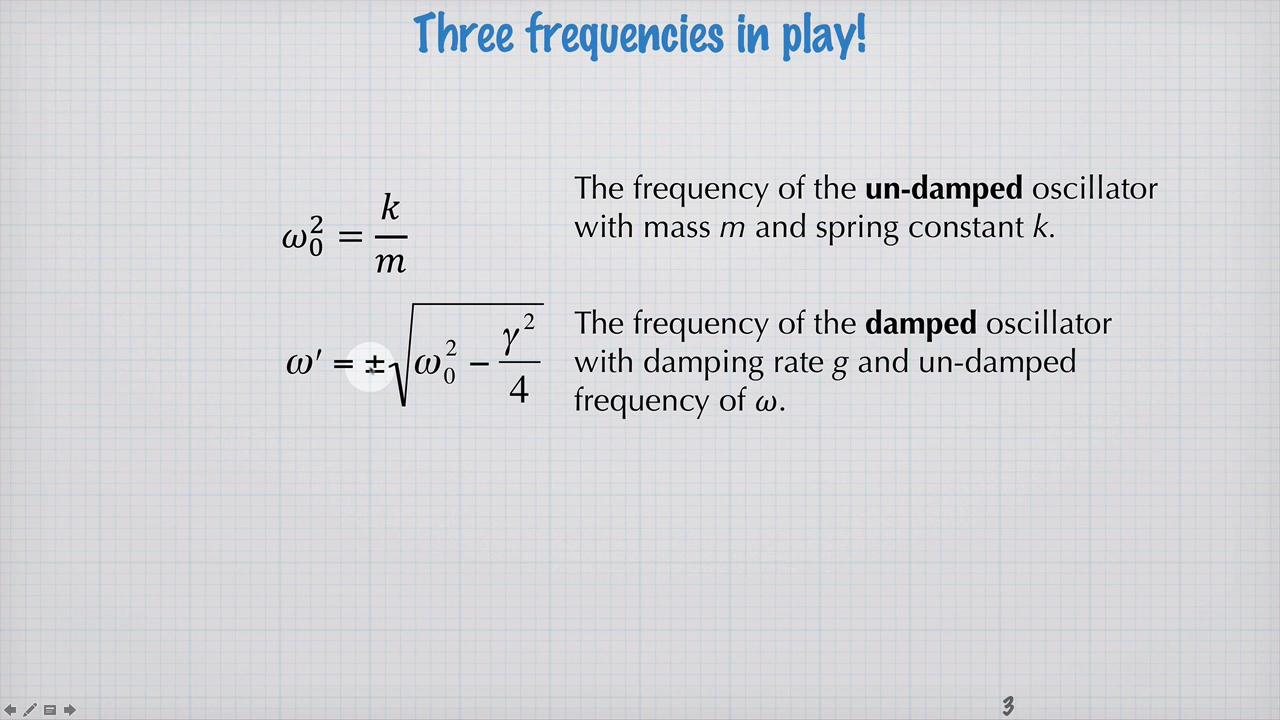 Three frequencies in play!
ω₀² = k/m
The frequency of the un-damped oscillator
with mass m and spring constant k.
ω′ = ±√(ω₀² − γ²/4)
The frequency of the damped oscillator
with damping rate g and un-damped
frequency of ω.
3